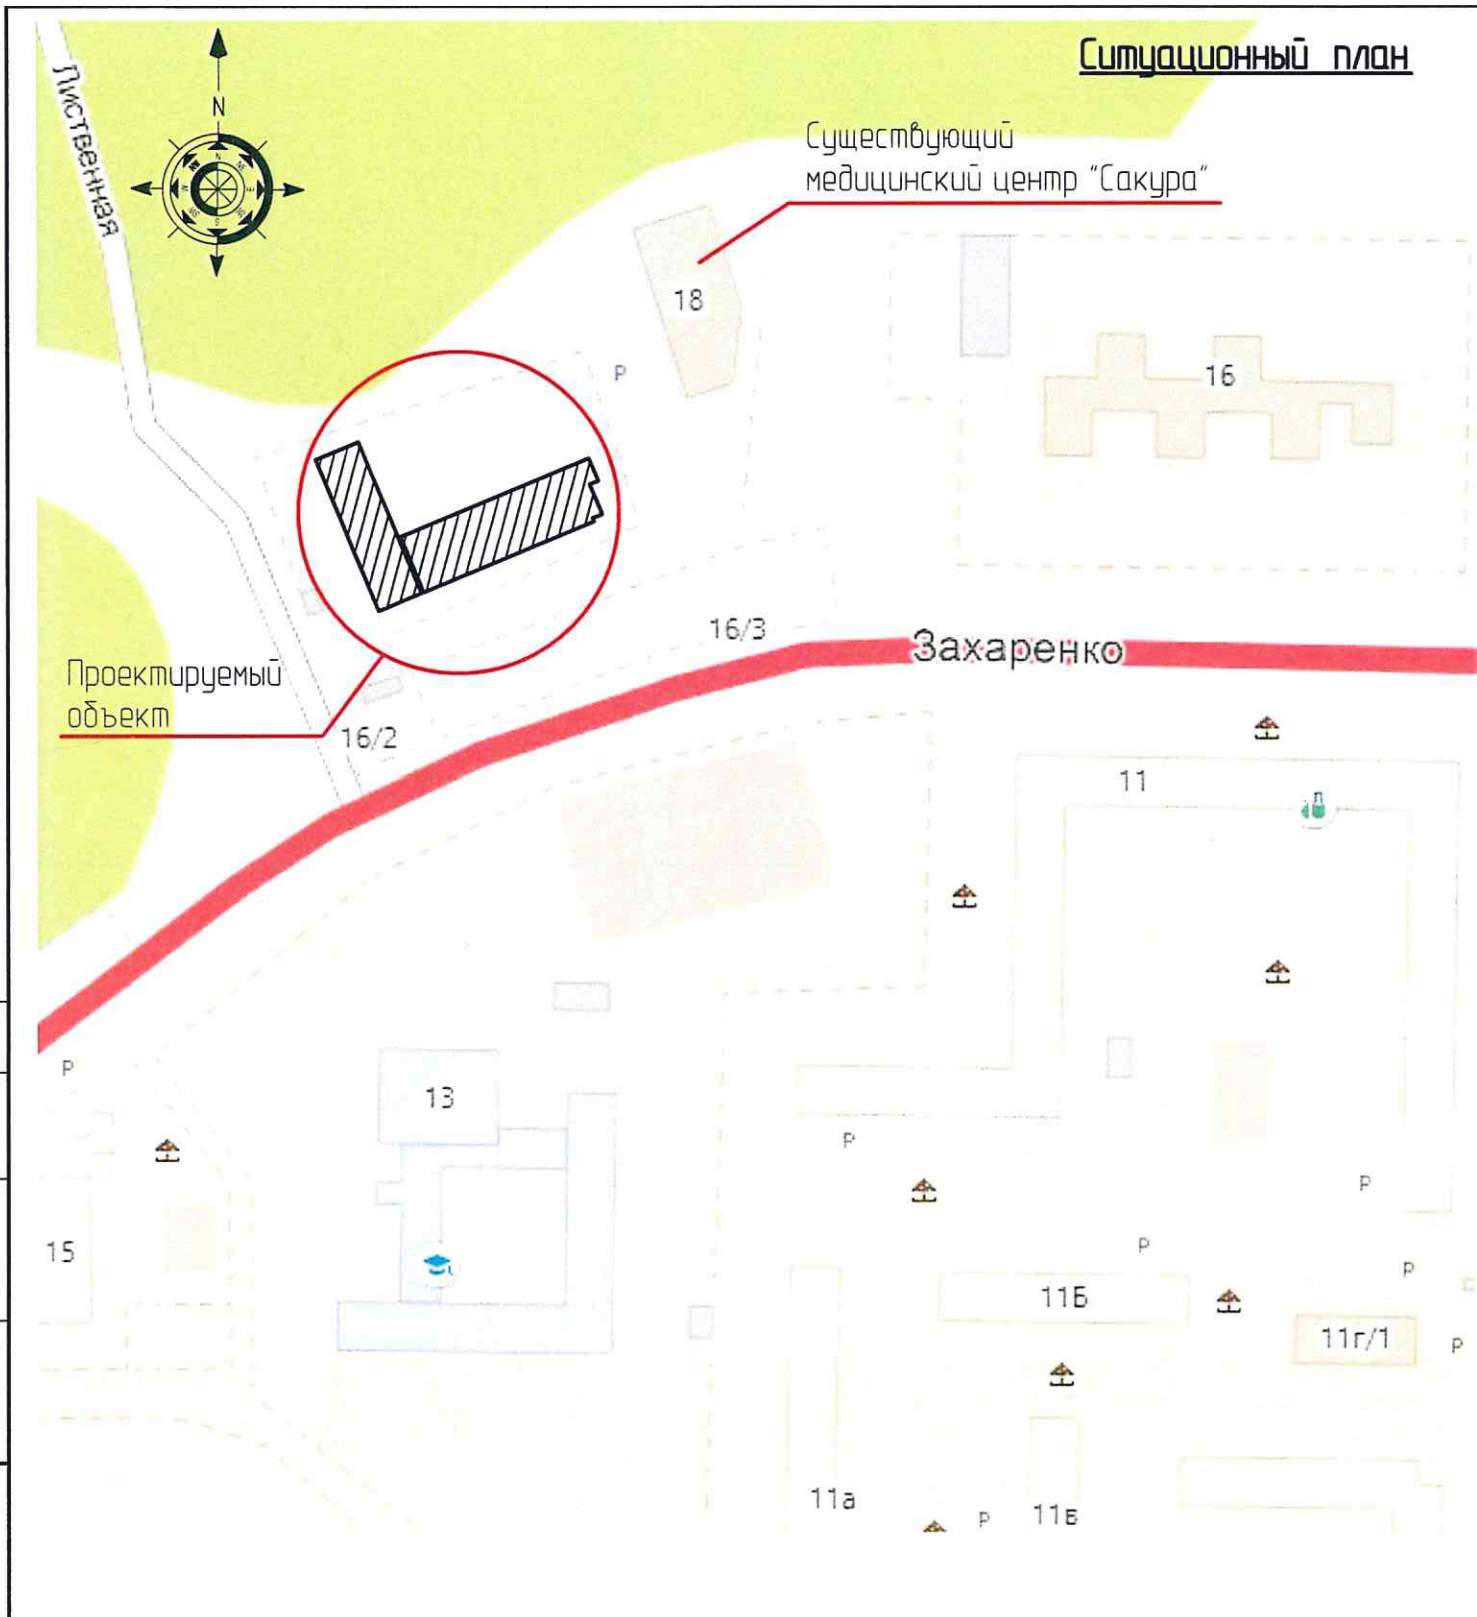 Ситуационный план
Лиственная
N
Существующий
медицинский центр "Сакура"
18
16
P
16/3
Захаренко
Проектируемый
объект
16/2
11
P
13
P
P
15
P
P
11Б
11г/1
P
11а
P
11в